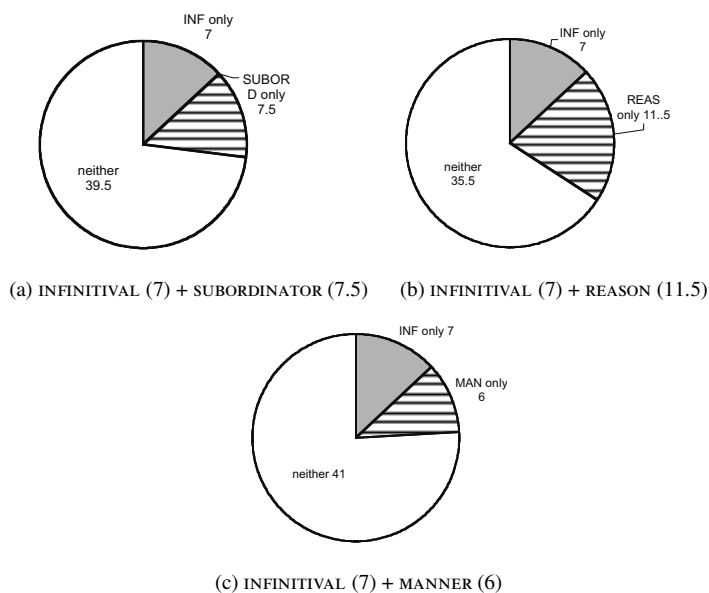 INF only
7
SUBOR
D only
7.5
neither
39.5
INF only
7
REAS
only 11..5
neither
35.5
(a) INFINITIVAL (7) + SUBORDINATOR (7.5)
(b) INFINITIVAL (7) + REASON (11.5)
INF only 7
MAN only
6
neither 41
(c) INFINITIVAL (7) + MANNER (6)